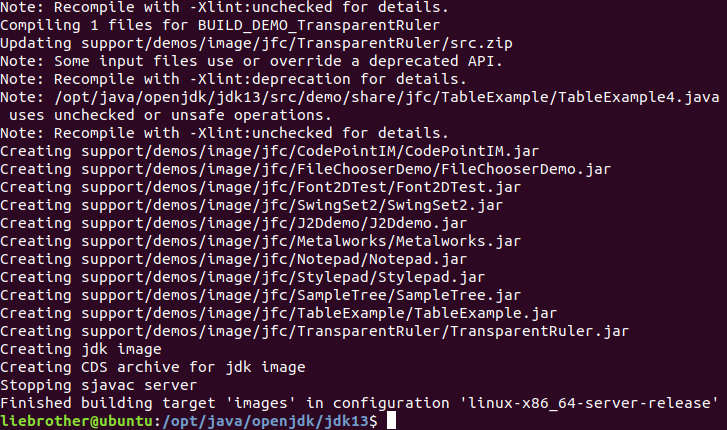 Note: Recompile with -Xlint:unchecked for details.
Compiling 1 files for BUILD_DEMO_TransparentRuler
Updating support/demos/image/jfc/TransparentRuler/src.zip
Note: Some input files use or override a deprecated API.
Note: Recompile with -Xlint:deprecation for details.
Note: /opt/java/openjdk/jdk13/src/demo/share/jfc/TableExample/TableExample4.java
 uses unchecked or unsafe operations.
Note: Recompile with -Xlint:unchecked for details.
Creating support/demos/image/jfc/CodePointIM/CodePointIM.jar
Creating support/demos/image/jfc/FileChooserDemo/FileChooserDemo.jar
Creating support/demos/image/jfc/Font2DTest/Font2DTest.jar
Creating support/demos/image/jfc/SwingSet2/SwingSet2.jar
Creating support/demos/image/jfc/J2Ddemo/J2Ddemo.jar
Creating support/demos/image/jfc/Metalworks/Metalworks.jar
Creating support/demos/image/jfc/Notepad/Notepad.jar
Creating support/demos/image/jfc/Stylepad/Stylepad.jar
Creating support/demos/image/jfc/SampleTree/SampleTree.jar
Creating support/demos/image/jfc/TableExample/TableExample.jar
Creating support/demos/image/jfc/TransparentRuler/TransparentRuler.jar
Creating jdk image
Creating CDS archive for jdk image
Stopping sjavac server
Finished building target 'images' in configuration 'linux-x86_64-server-release'
liebrother@ubuntu:/opt/java/openjdk/jdk13$